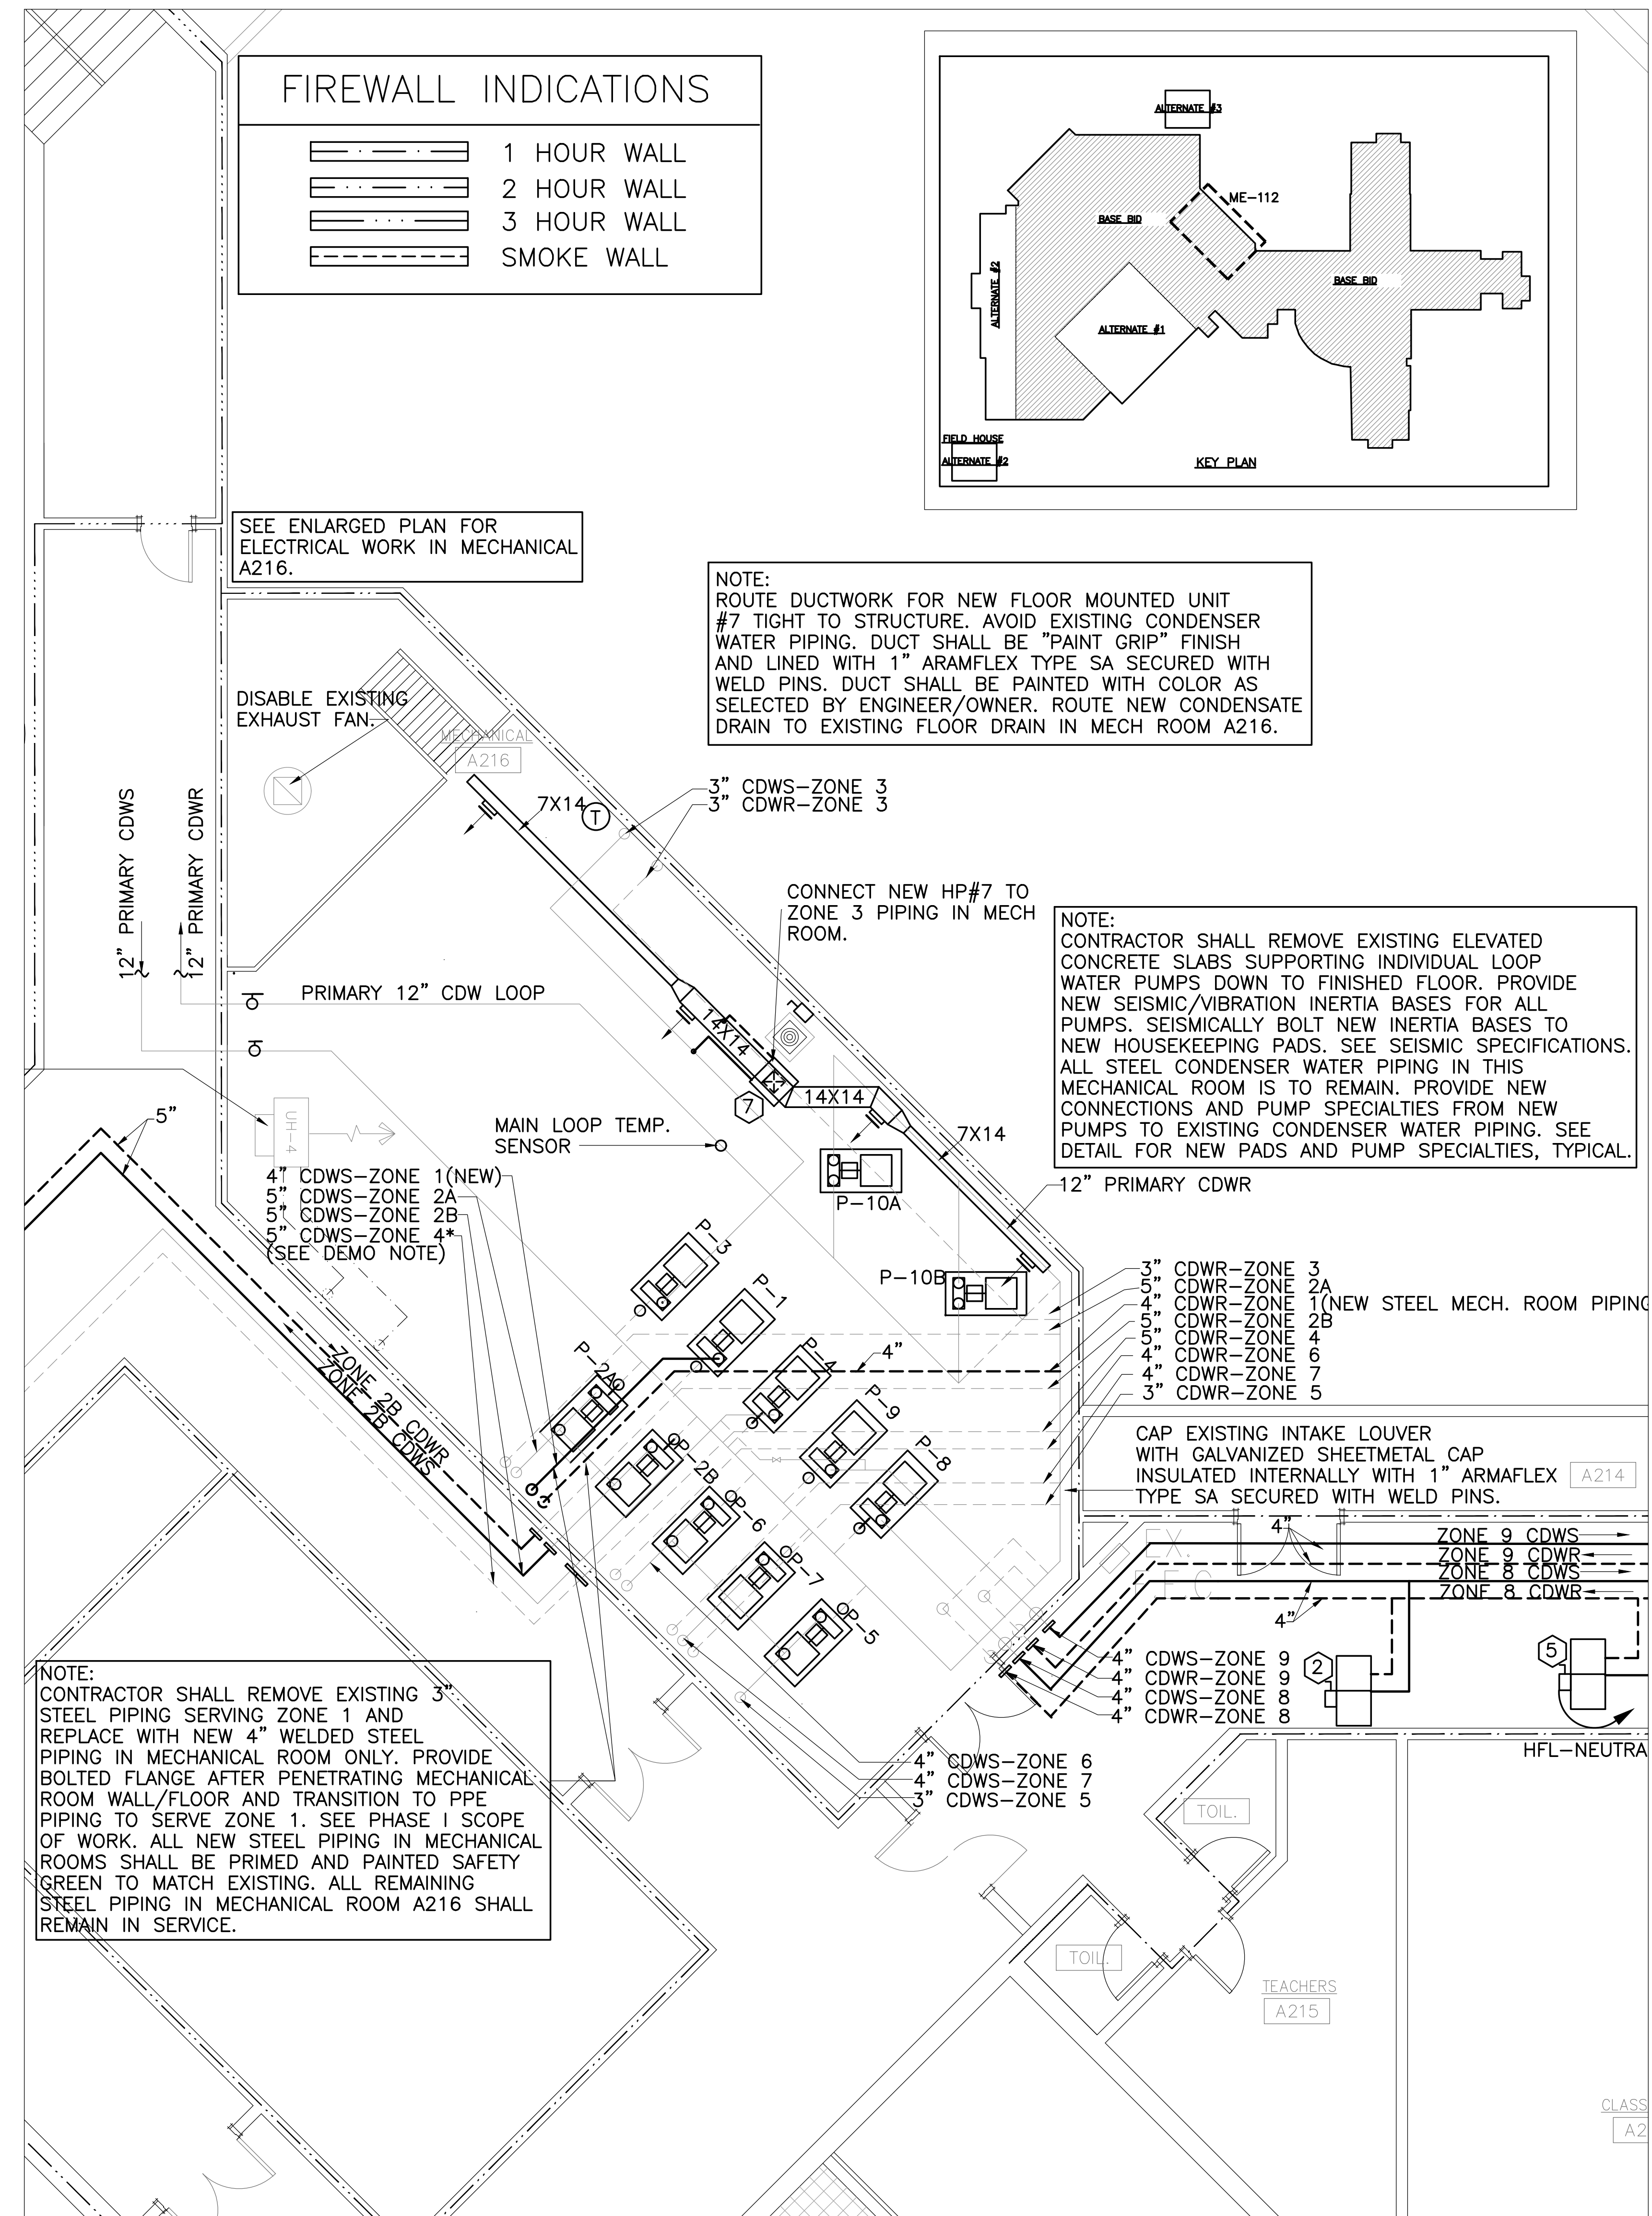 FIREWALL INDICATIONS
1 HOUR WALL
2 HOUR WALL
3 HOUR WALL
SMOKE WALL
ALTERNATE #3
ME-112
BASE BID
BASE BID
ALTERNATE #2
ALTERNATE #1
FIELD HOUSE
ALTERNATE #2
KEY PLAN
SEE ENLARGED PLAN FOR
ELECTRICAL WORK IN MECHANICAL
A216.
NOTE:
ROUTE DUCTWORK FOR NEW FLOOR MOUNTED UNIT
#7 TIGHT TO STRUCTURE. AVOID EXISTING CONDENSER
WATER PIPING. DUCT SHALL BE "PAINT GRIP" FINISH
AND LINED WITH 1" ARAMFLEX TYPE SA SECURED WITH
WELD PINS. DUCT SHALL BE PAINTED WITH COLOR AS
SELECTED BY ENGINEER/OWNER. ROUTE NEW CONDENSATE
DRAIN TO EXISTING FLOOR DRAIN IN MECH ROOM A216.
DISABLE EXISTING
EXHAUST FAN.
MECHANICAL
A216
12" PRIMARY CDWS
12" PRIMARY CDWR
7X14
T
3" CDWS-ZONE 3
3" CDWR-ZONE 3
CONNECT NEW HP#7 TO
ZONE 3 PIPING IN MECH
ROOM.
NOTE:
CONTRACTOR SHALL REMOVE EXISTING ELEVATED
CONCRETE SLABS SUPPORTING INDIVIDUAL LOOP
WATER PUMPS DOWN TO FINISHED FLOOR. PROVIDE
NEW SEISMIC/VIBRATION INERTIA BASES FOR ALL
PUMPS. SEISMICALLY BOLT NEW INERTIA BASES TO
NEW HOUSEKEEPING PADS. SEE SEISMIC SPECIFICATIONS.
ALL STEEL CONDENSER WATER PIPING IN THIS
MECHANICAL ROOM IS TO REMAIN. PROVIDE NEW
CONNECTIONS AND PUMP SPECIALTIES FROM NEW
PUMPS TO EXISTING CONDENSER WATER PIPING. SEE
DETAIL FOR NEW PADS AND PUMP SPECIALTIES, TYPICAL.
PRIMARY 12" CDW LOOP
14X14
7
14X14
7X14
5"
UH-4
MAIN LOOP TEMP.
SENSOR
P-10A
12" PRIMARY CDWR
4" CDWS-ZONE 1(NEW)
5" CDWS-ZONE 2A
5" CDWS-ZONE 2B
5" CDWS-ZONE 4*
(SEE DEMO NOTE)
P-3
P-10B
3" CDWR-ZONE 3
5" CDWR-ZONE 2A
4" CDWR-ZONE 1(NEW STEEL MECH. ROOM PIPING
5" CDWR-ZONE 2B
5" CDWR-ZONE 4
4" CDWR-ZONE 6
4" CDWR-ZONE 7
3" CDWR-ZONE 5
P-1
P-4
4"
P-2A
P-9
P-8
P-2B
P-6
P-7
P-5
ZONE 2B CDWR
ZONE 2B CDWS
CAP EXISTING INTAKE LOUVER
WITH GALVANIZED SHEETMETAL CAP
INSULATED INTERNALLY WITH 1" ARMAFLEX
TYPE SA SECURED WITH WELD PINS.
A214
EX.
F.E.C
4"
ZONE 9 CDWS
ZONE 9 CDWR
ZONE 8 CDWS
ZONE 8 CDWR
4"
2
5
4" CDWS-ZONE 9
4" CDWR-ZONE 9
4" CDWS-ZONE 8
4" CDWR-ZONE 8
HFL-NEUTRA
NOTE:
CONTRACTOR SHALL REMOVE EXISTING 3"
STEEL PIPING SERVING ZONE 1 AND
REPLACE WITH NEW 4" WELDED STEEL
PIPING IN MECHANICAL ROOM ONLY. PROVIDE
BOLTED FLANGE AFTER PENETRATING MECHANICAL
ROOM WALL/FLOOR AND TRANSITION TO PPE
PIPING TO SERVE ZONE 1. SEE PHASE I SCOPE
OF WORK. ALL NEW STEEL PIPING IN MECHANICAL
ROOMS SHALL BE PRIMED AND PAINTED SAFETY
GREEN TO MATCH EXISTING. ALL REMAINING
STEEL PIPING IN MECHANICAL ROOM A216 SHALL
REMAIN IN SERVICE.
4" CDWS-ZONE 6
4" CDWS-ZONE 7
3" CDWS-ZONE 5
TOIL.
TOIL.
TEACHERS
A215
CLASS
A2